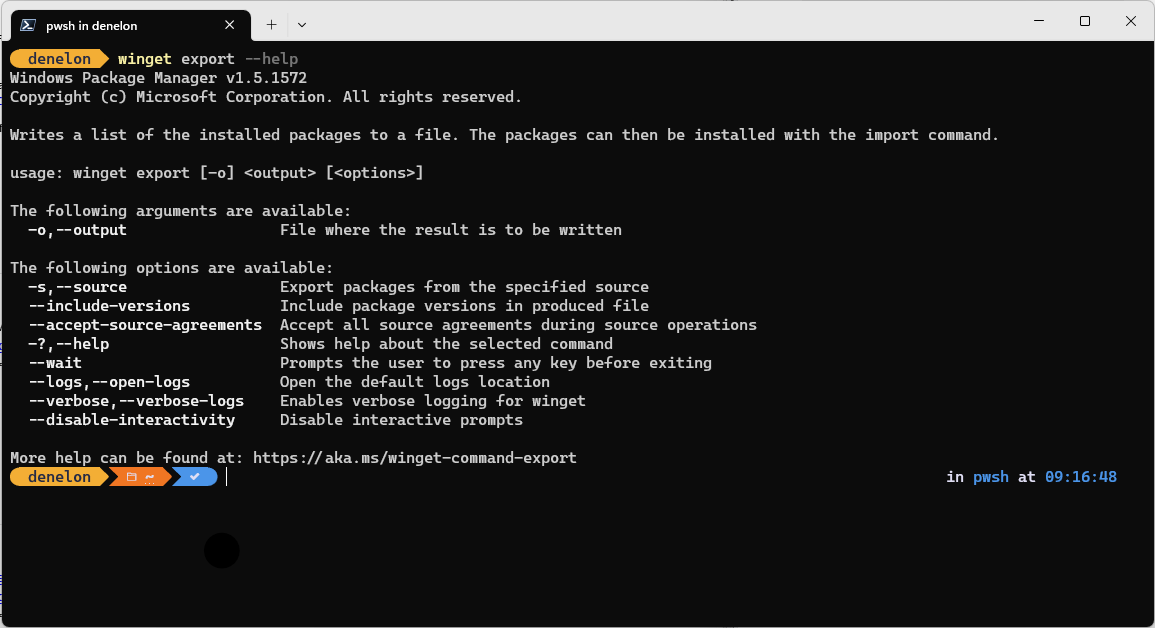 pwsh in denelon
denelon winget export --help
Windows Package Manager v1.5.1572
Copyright (c) Microsoft Corporation. All rights reserved.
Writes a list of the installed packages to a file. The packages can then be installed with the import command.
usage: winget export [-o] <output> [<options>]
The following arguments are available:
-o,--output File where the result is to be written
The following options are available:
-s,--source Export packages from the specified source
--include-versions Include package versions in produced file
--accept-source-agreements Accept all source agreements during source operations
-?,--help Shows help about the selected command
--wait Prompts the user to press any key before exiting
--logs,--open-logs Open the default logs location
--verbose,--verbose-logs Enables verbose logging for winget
--disable-interactivity Disable interactive prompts
More help can be found at: https://aka.ms/winget-command-export
denelon ~ in pwsh at 09:16:48